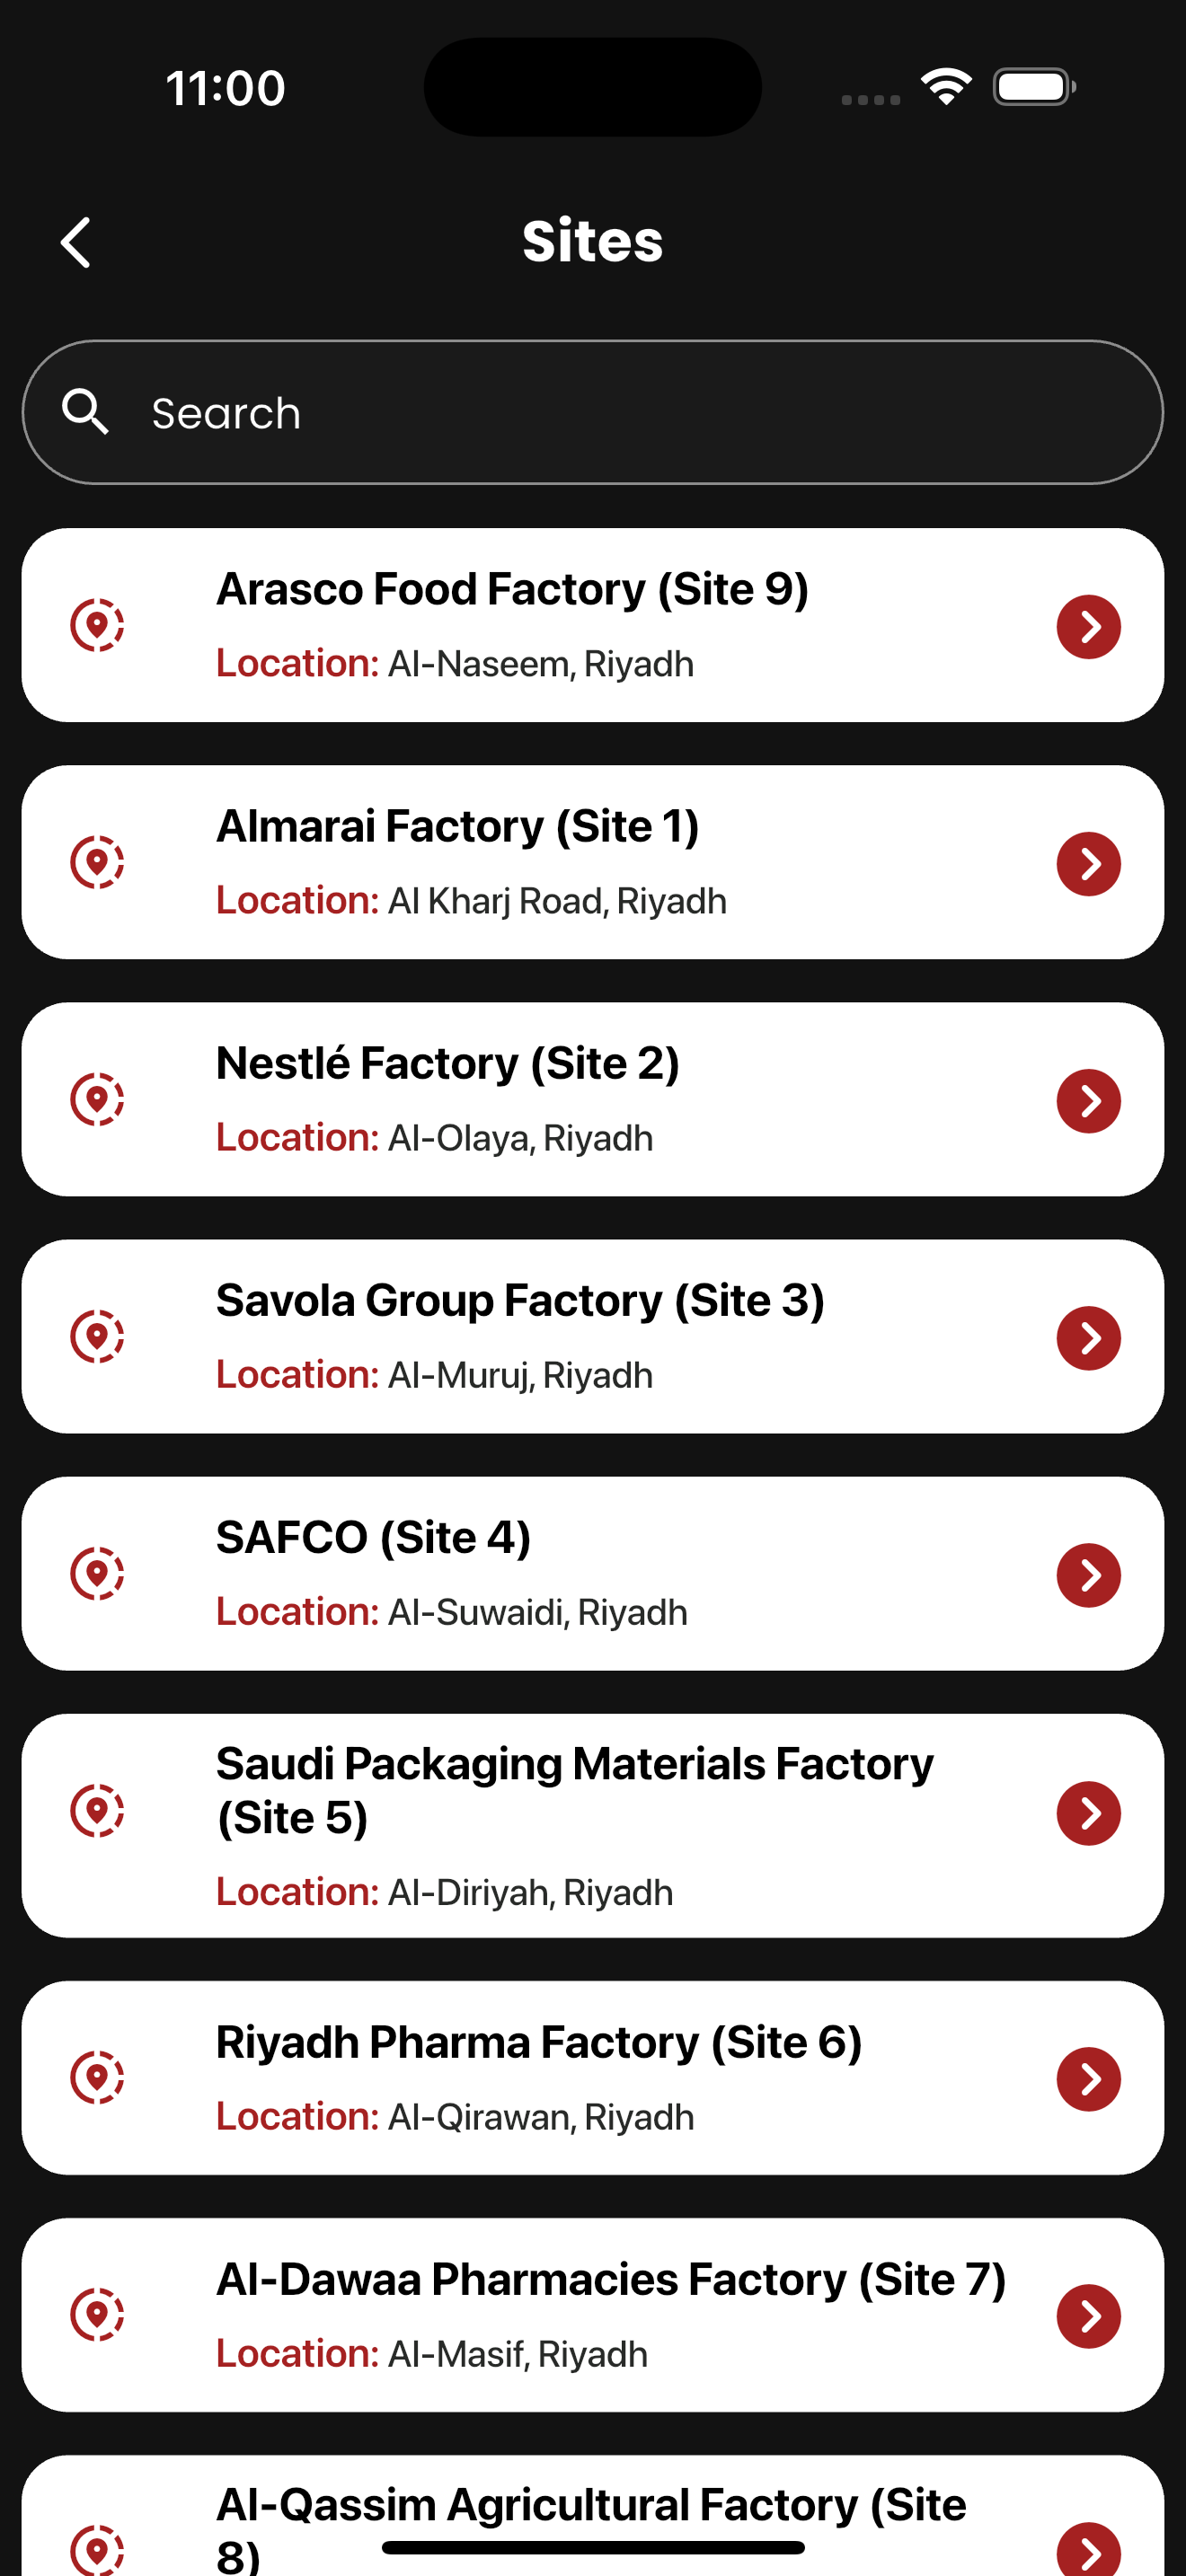 11:00
Sites
Search
Arasco Food Factory (Site 9)
Location: Al-Naseem, Riyadh
Almarai Factory (Site 1)
Location: Al Kharj Road, Riyadh
Nestlé Factory (Site 2)
Location: Al-Olaya, Riyadh
Savola Group Factory (Site 3)
Location: Al-Muruj, Riyadh
SAFCO (Site 4)
Location: Al-Suwaidi, Riyadh
Saudi Packaging Materials Factory
(Site 5)
Location: Al-Diriyah, Riyadh
Riyadh Pharma Factory (Site 6)
Location: Al-Qirawan, Riyadh
Al-Dawaa Pharmacies Factory (Site 7)
Location: Al-Masif, Riyadh
Al-Qassim Agricultural Factory (Site
8)